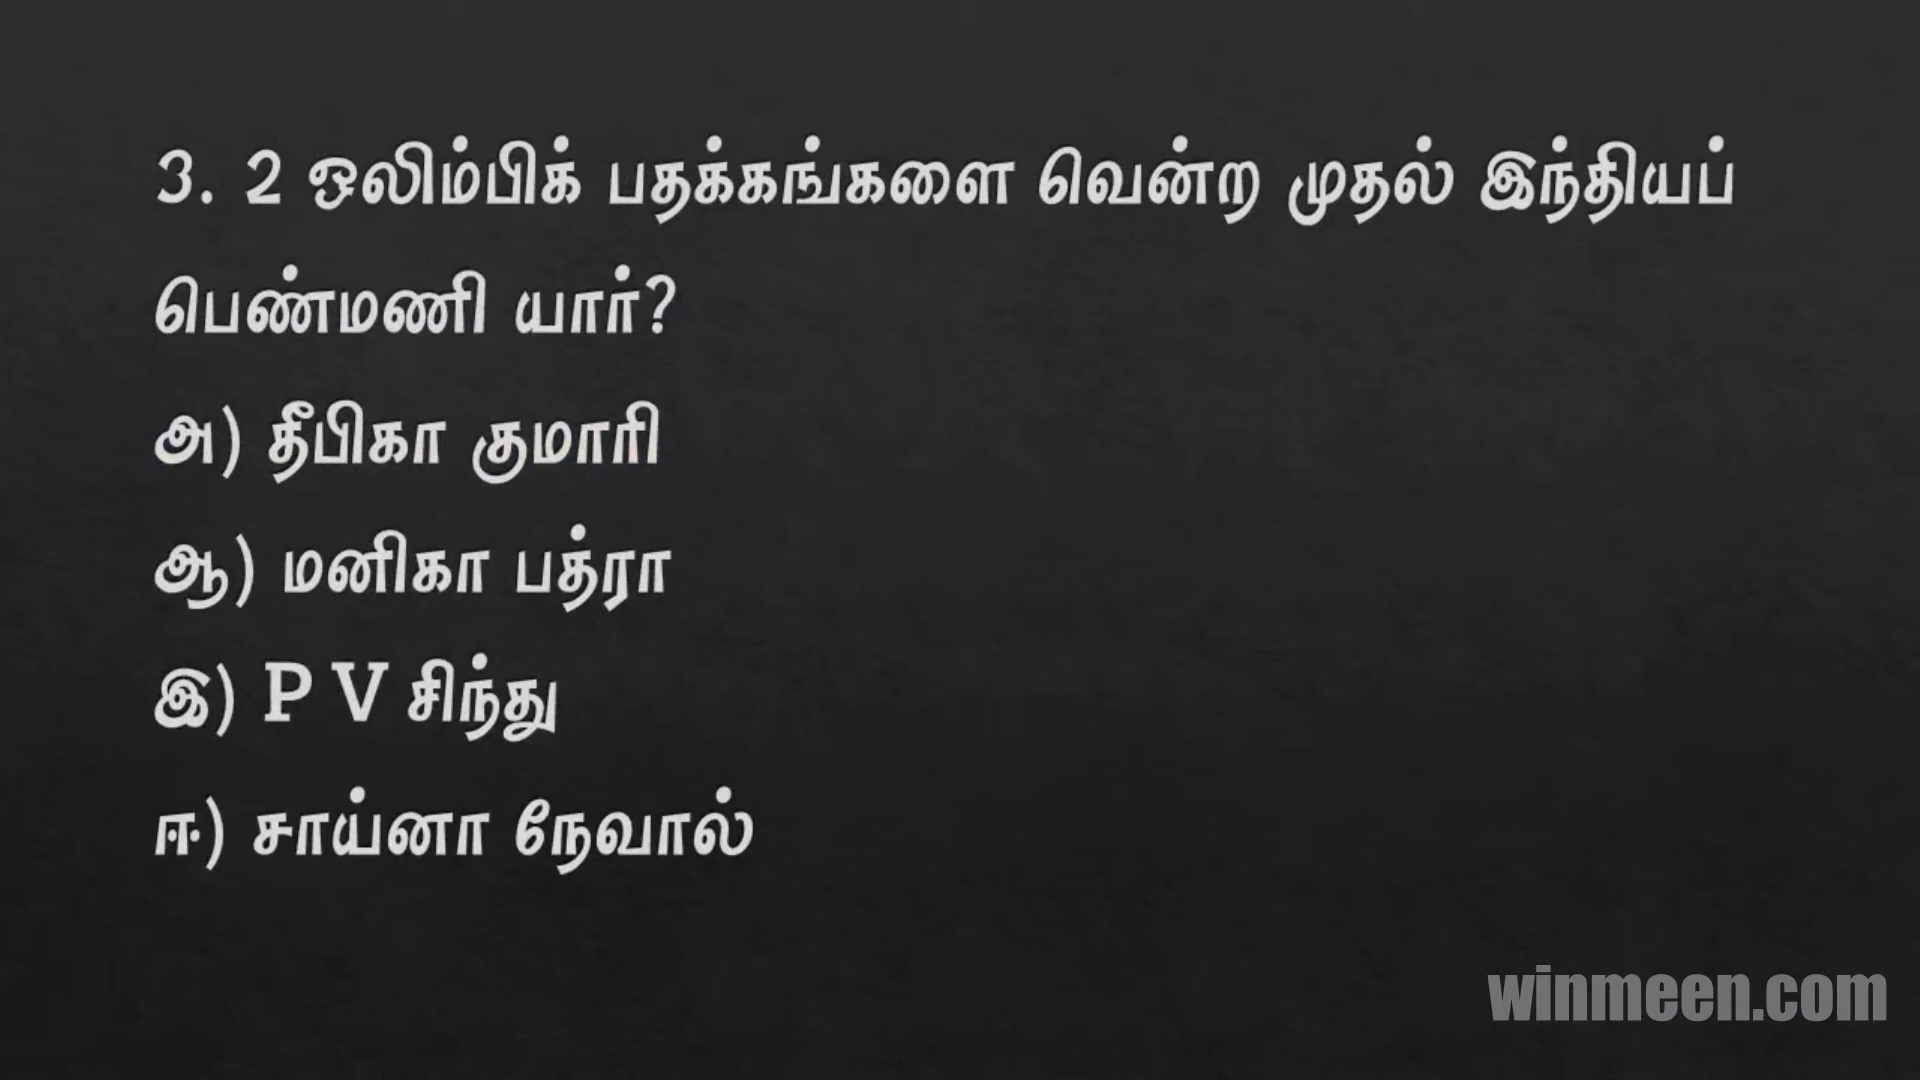 3. 2 ஒலிம்பிக் பதக்கங்களை வென்ற முதல் இந்தியப்
பெண்மணி யார்?
அ) தீபிகா குமாரி
ஆ) மனிகா பத்ரா
இ) P V சிந்து
ஈ) சாய்னா நேவால்
winmeen.com